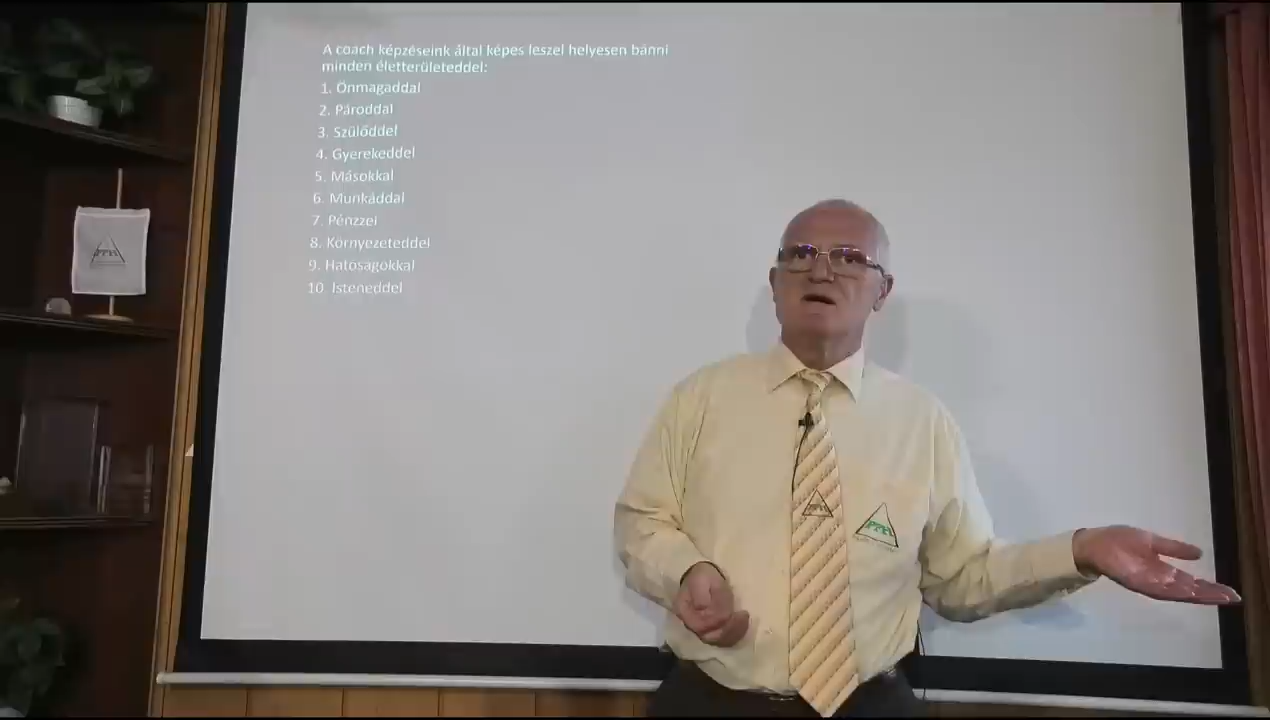 A coach képzéseink által képes leszel helyesen bánni
minden életterületeddel:
1. Önmagaddal
2. Pároddal
3. Szülőddel
4. Gyerekeddel
5. Másokkal
6. Munkáddal
7. Pénzzel
8. Környezeteddel
9. Hatóságokkal
10. Isteneddel